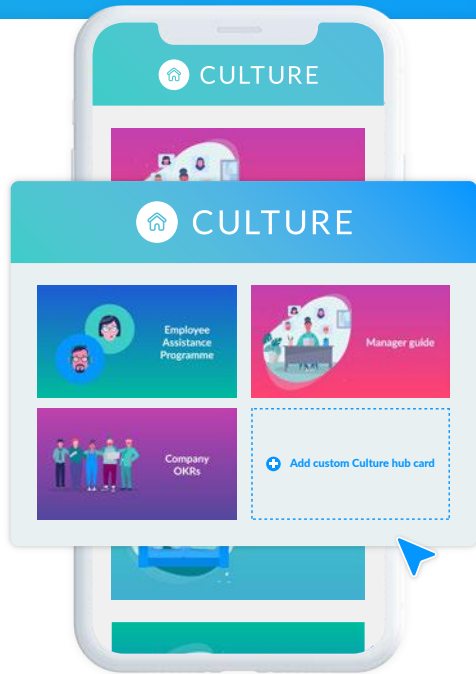 CULTURE
CULTURE
Employee
Assistance
Programme
Manager guide
Company
OKRs
Add custom Culture hub card